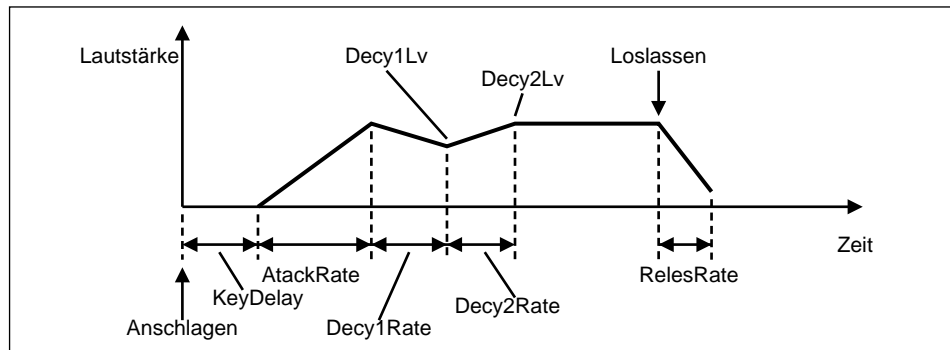 Lautstärke
Decy1Lv
Decy2Lv
Loslassen
Zeit
AtackRate
KeyDelay
RelesRate
Decy1Rate
Decy2Rate
Anschlagen